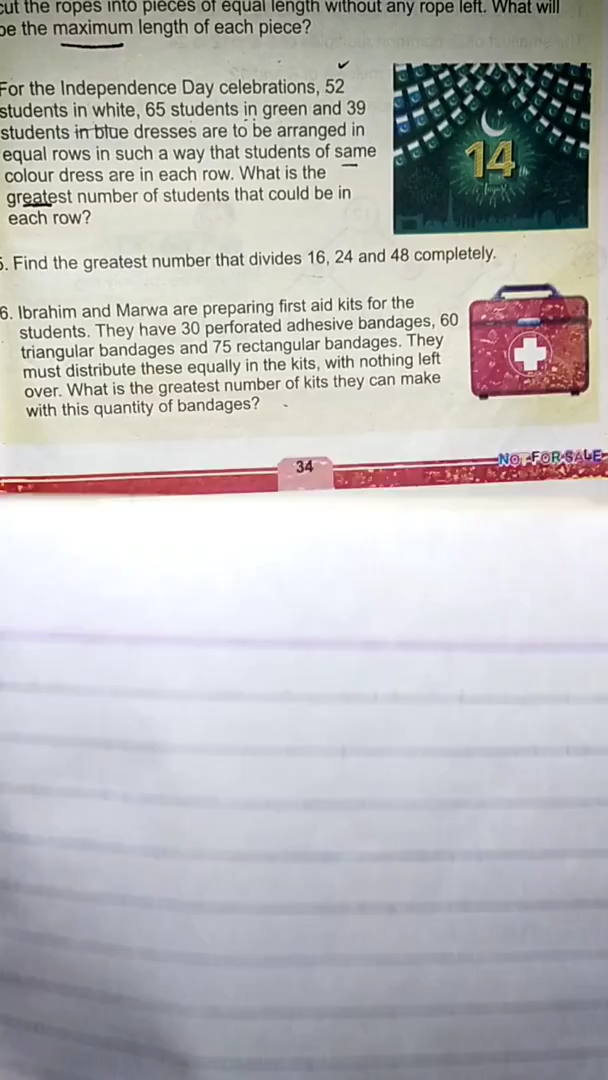 cut the ropes into pieces of equal length without any rope left. What will
be the maximum length of each piece?
For the Independence Day celebrations, 52
students in white, 65 students in green and 39
students in blue dresses are to be arranged in
equal rows in such a way that students of same
colour dress are in each row. What is the
greatest number of students that could be in
each row?
14
5. Find the greatest number that divides 16, 24 and 48 completely.
6. Ibrahim and Marwa are preparing first aid kits for the
students. They have 30 perforated adhesive bandages, 60
triangular bandages and 75 rectangular bandages. They
must distribute these equally in the kits, with nothing left
over. What is the greatest number of kits they can make
with this quantity of bandages?
34
NOT FOR SALE